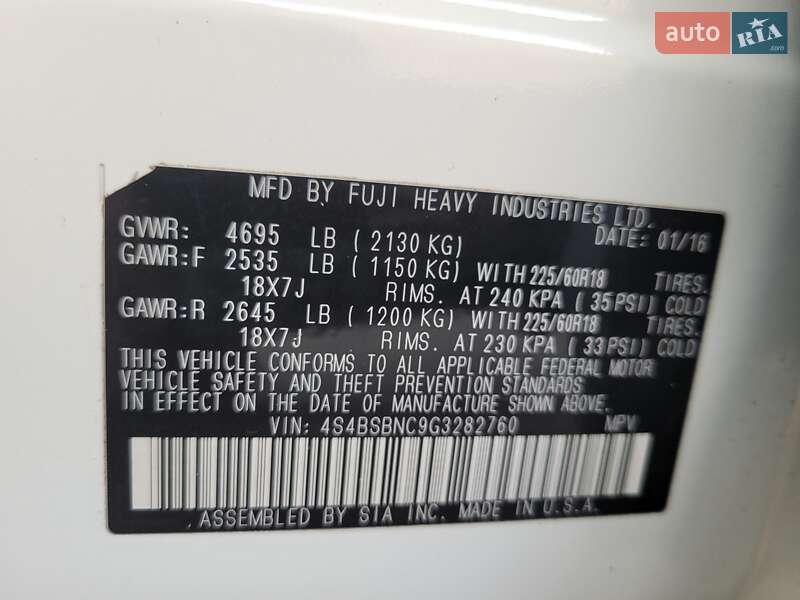 auto RIA
MFD BY FUJI HEAVY INDUSTRIES LTD.
GVWR: 4695 LB ( 2130 KG) DATE: 01/16
GAWR:F 2535 LB ( 1150 KG) WITH 225/60R18 TIRES.
18X7J RIMS. AT 240 KPA ( 35 PSI) COLD
GAWR:R 2645 LB ( 1200 KG) WITH 225/60R18 TIRES.
18X7J RIMS. AT 230 KPA ( 33 PSI) COLD
THIS VEHICLE CONFORMS TO ALL APPLICABLE FEDERAL MOTOR
VEHICLE SAFETY AND THEFT PREVENTION STANDARDS
IN EFFECT ON THE DATE OF MANUFACTURE SHOWN ABOVE.
VIN: 4S4BSBNC9G3282760 MPV
ASSEMBLED BY SIA INC. MADE IN U.S.A.